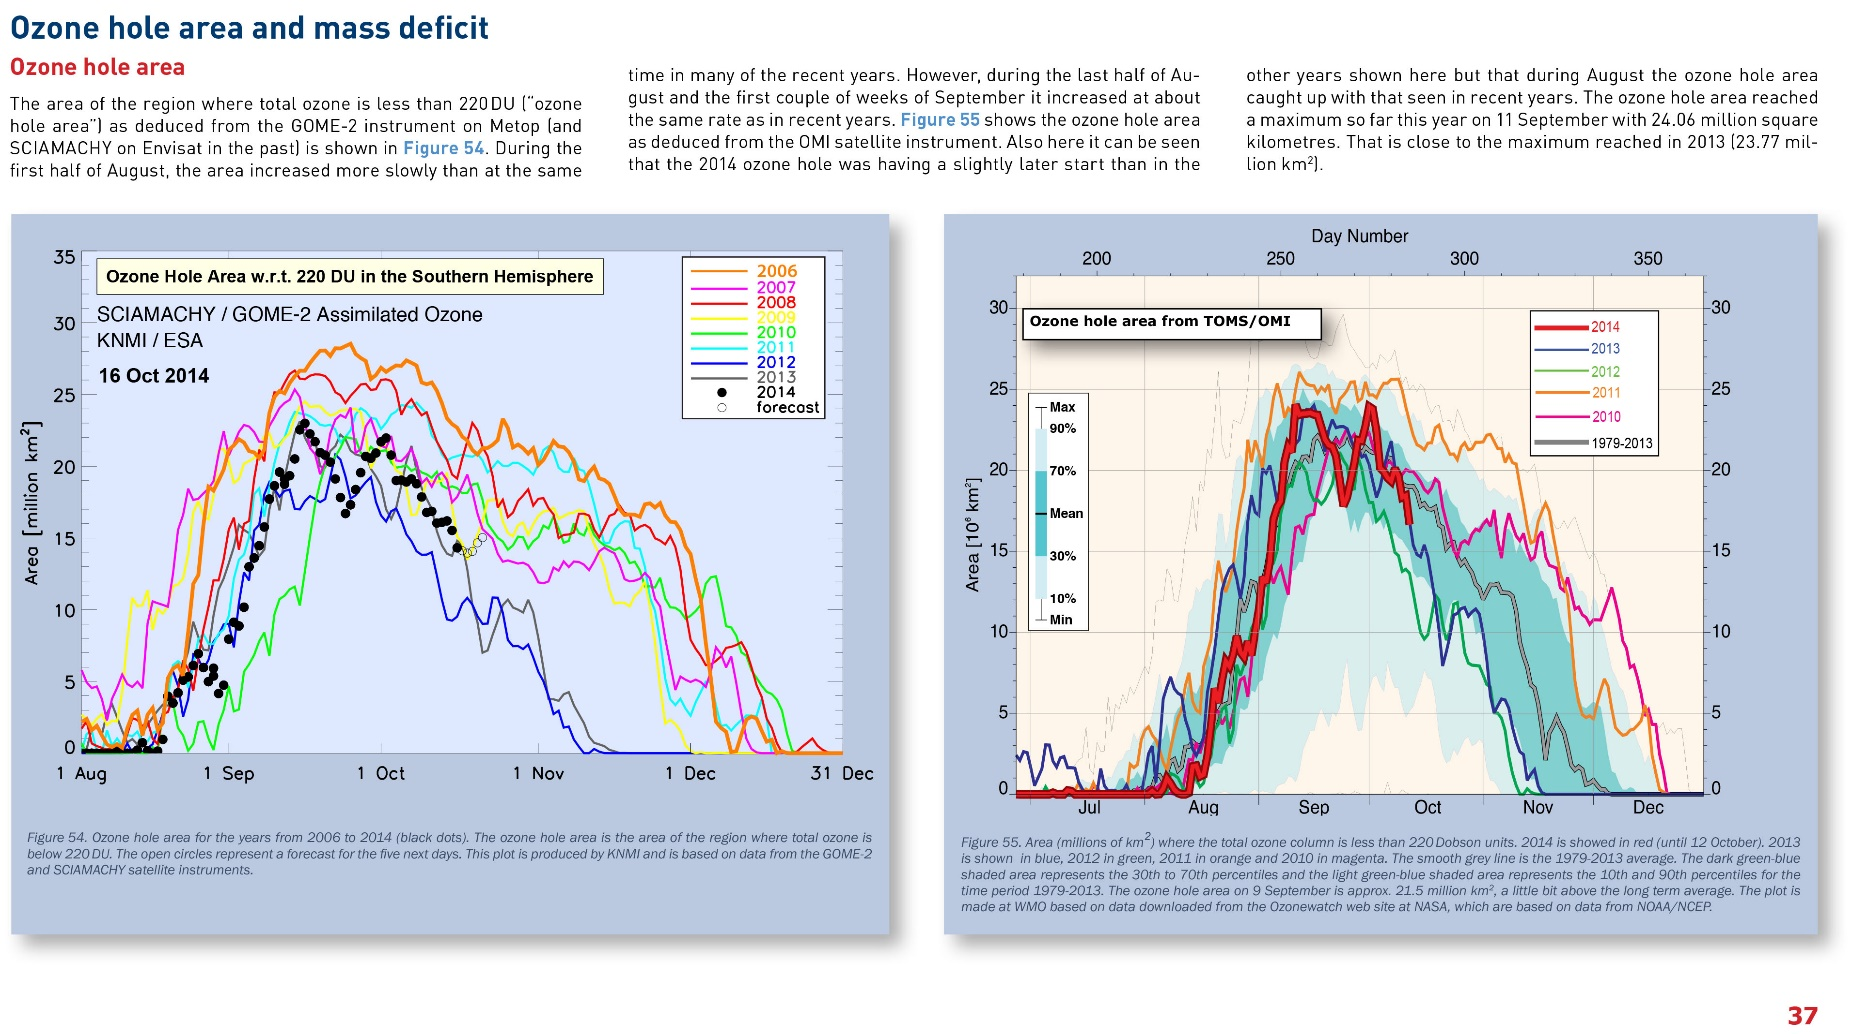 Ozone hole area and mass deficit
Ozone hole area
The area of the region where total ozone is less than 220 DU ("ozone
hole area") as deduced from the GOME-2 instrument on Metop (and
SCIAMACHY on Envisat in the past) is shown in Figure 54. During the
first half of August, the area increased more slowly than at the same
time in many of the recent years. However, during the last half of Au-
gust and the first couple of weeks of September it increased at about
the same rate as in recent years. Figure 55 shows the ozone hole area
as deduced from the OMI satellite instrument. Also here it can be seen
that the 2014 ozone hole was having a slightly later start than in the
other years shown here but that during August the ozone hole area
caught up with that seen in recent years. The ozone hole area reached
a maximum so far this year on 11 September with 24.06 million square
kilometres. That is close to the maximum reached in 2013 (23.77 mil-
lion km²).
Ozone Hole Area w.r.t. 220 DU in the Southern Hemisphere
SCIAMACHY / GOME-2 Assimilated Ozone
KNMI / ESA
16 Oct 2014
2006
2007
2008
2009
2010
2011
2012
2013
2014
forecast
Area [million km²]
35
30
25
20
15
10
5
0
1 Aug
1 Sep
1 Oct
1 Nov
1 Dec
31 Dec
Figure 54. Ozone hole area for the years from 2006 to 2014 (black dots). The ozone hole area is the area of the region where total ozone is
below 220 DU. The open circles represent a forecast for the five next days. This plot is produced by KNMI and is based on data from the GOME-2
and SCIAMACHY satellite instruments.
Day Number
200
250
300
350
Ozone hole area from TOMS/OMI
2014
2013
2012
2011
2010
1979-2013
Max
90%
70%
Mean
30%
10%
Min
Area [10⁶ km²]
30
25
20
15
10
5
0
30
25
20
15
10
5
0
Jul
Aug
Sep
Oct
Nov
Dec
Figure 55. Area (millions of km²) where the total ozone column is less than 220 Dobson units. 2014 is showed in red (until 12 October). 2013
is shown in blue, 2012 in green, 2011 in orange and 2010 in magenta. The smooth grey line is the 1979-2013 average. The dark green-blue
shaded area represents the 30th to 70th percentiles and the light green-blue shaded area represents the 10th and 90th percentiles for the
time period 1979-2013. The ozone hole area on 9 September is approx. 21.5 million km², a little bit above the long term average. The plot is
made at WMO based on data downloaded from the Ozonewatch web site at NASA, which are based on data from NOAA/NCEP.
37